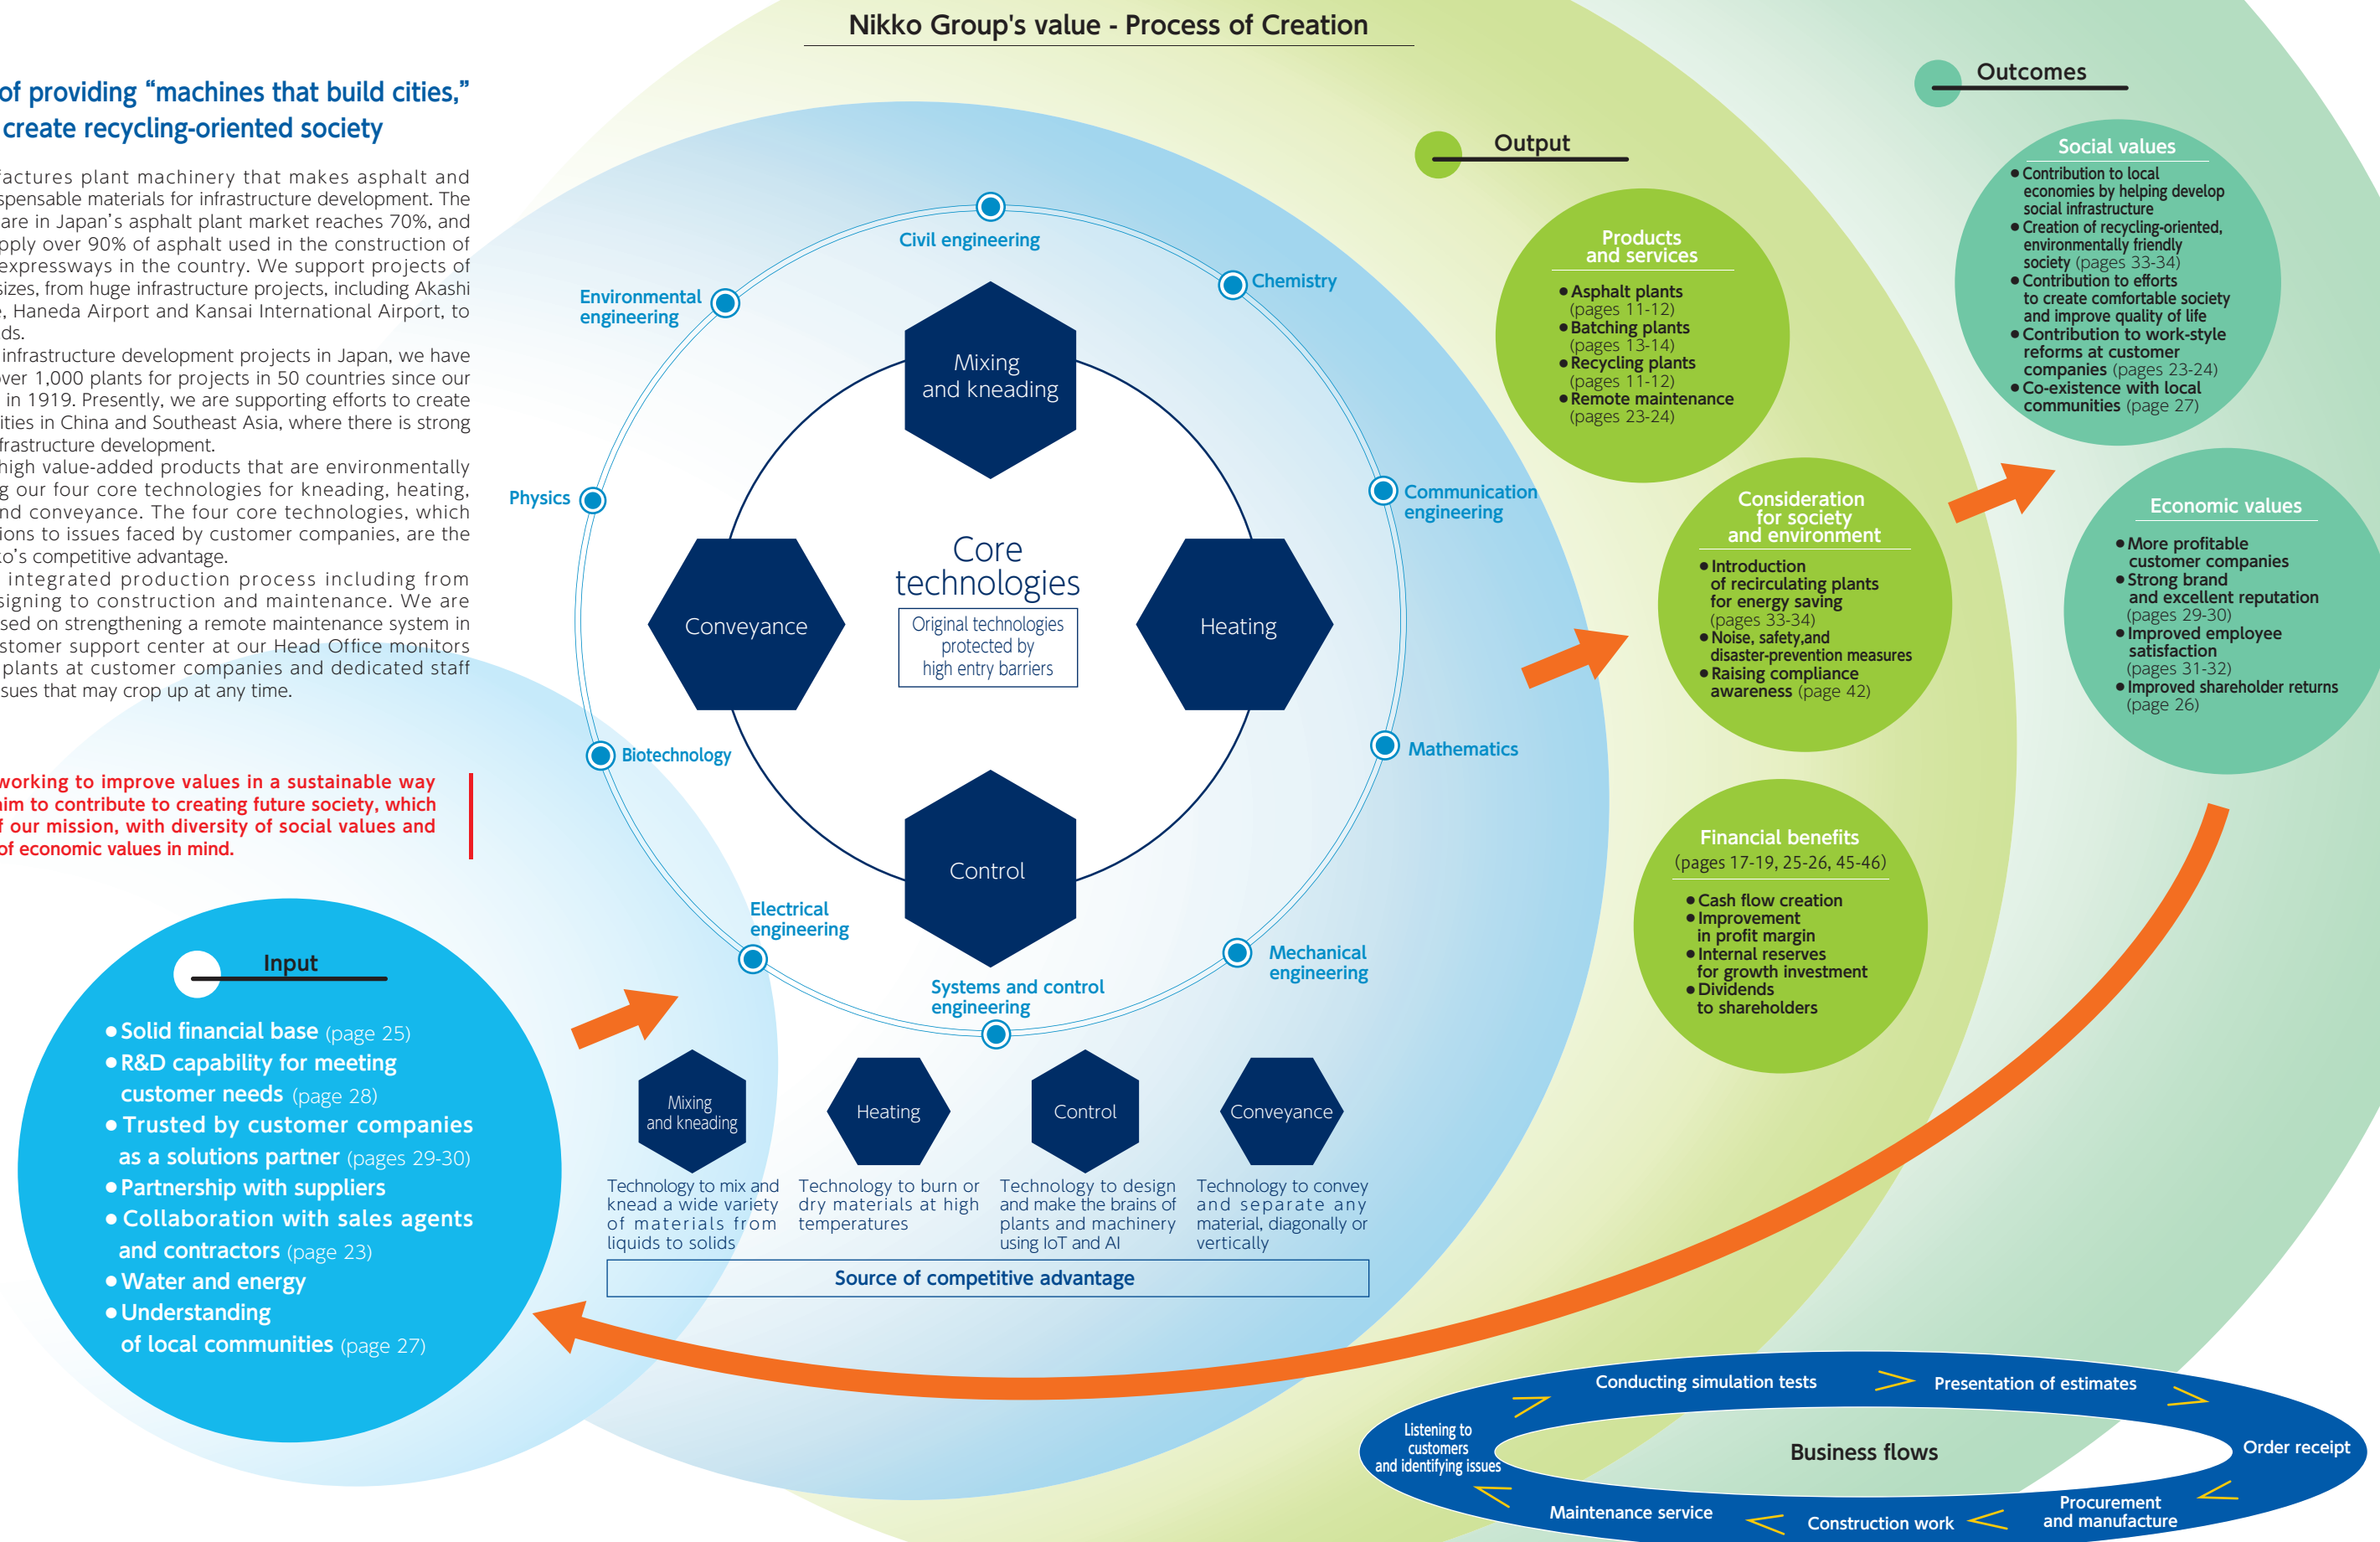 Nikko Group's value - Process of Creation
of providing “machines that build cities,”
create recycling-oriented society
factures plant machinery that makes asphalt and
spensable materials for infrastructure development. The
are in Japan's asphalt plant market reaches 70%, and
pply over 90% of asphalt used in the construction of
expressways in the country. We support projects of
sizes, from huge infrastructure projects, including Akashi
e, Haneda Airport and Kansai International Airport, to
ds.
infrastructure development projects in Japan, we have
over 1,000 plants for projects in 50 countries since our
in 1919. Presently, we are supporting efforts to create
ities in China and Southeast Asia, where there is strong
frastructure development.
high value-added products that are environmentally
g our four core technologies for kneading, heating,
nd conveyance. The four core technologies, which
ions to issues faced by customer companies, are the
ko's competitive advantage.
integrated production process including from
signing to construction and maintenance. We are
sed on strengthening a remote maintenance system in
stomer support center at our Head Office monitors
plants at customer companies and dedicated staff
ssues that may crop up at any time.
working to improve values in a sustainable way
aim to contribute to creating future society, which
f our mission, with diversity of social values and
of economic values in mind.
Input
●Solid financial base (page 25)
●R&D capability for meeting
customer needs (page 28)
●Trusted by customer companies
as a solutions partner (pages 29-30)
●Partnership with suppliers
●Collaboration with sales agents
and contractors (page 23)
●Water and energy
●Understanding
of local communities (page 27)
Civil engineering
Chemistry
Communication
engineering
Mathematics
Mechanical
engineering
Systems and control
engineering
Electrical
engineering
Biotechnology
Physics
Environmental
engineering
Mixing
and kneading
Conveyance
Core
technologies
Original technologies
protected by
high entry barriers
Heating
Control
Mixing
and kneading
Technology to mix and
knead a wide variety
of materials from
liquids to solids
Heating
Technology to burn or
dry materials at high
temperatures
Control
Technology to design
and make the brains of
plants and machinery
using IoT and AI
Conveyance
Technology to convey
and separate any
material, diagonally or
vertically
Source of competitive advantage
Output
Products
and services
●Asphalt plants
(pages 11-12)
●Batching plants
(pages 13-14)
●Recycling plants
(pages 11-12)
●Remote maintenance
(pages 23-24)
Consideration
for society
and environment
●Introduction
of recirculating plants
for energy saving
(pages 33-34)
●Noise, safety,and
disaster-prevention measures
●Raising compliance
awareness (page 42)
Financial benefits
(pages 17-19, 25-26, 45-46)
●Cash flow creation
●Improvement
in profit margin
●Internal reserves
for growth investment
●Dividends
to shareholders
Outcomes
Social values
●Contribution to local
economies by helping develop
social infrastructure
●Creation of recycling-oriented,
environmentally friendly
society (pages 33-34)
●Contribution to efforts
to create comfortable society
and improve quality of life
●Contribution to work-style
reforms at customer
companies (pages 23-24)
●Co-existence with local
communities (page 27)
Economic values
●More profitable
customer companies
●Strong brand
and excellent reputation
(pages 29-30)
●Improved employee
satisfaction
(pages 31-32)
●Improved shareholder returns
(page 26)
Business flows
Listening to
customers
and identifying issues
Conducting simulation tests
Presentation of estimates
Order receipt
Procurement
and manufacture
Construction work
Maintenance service